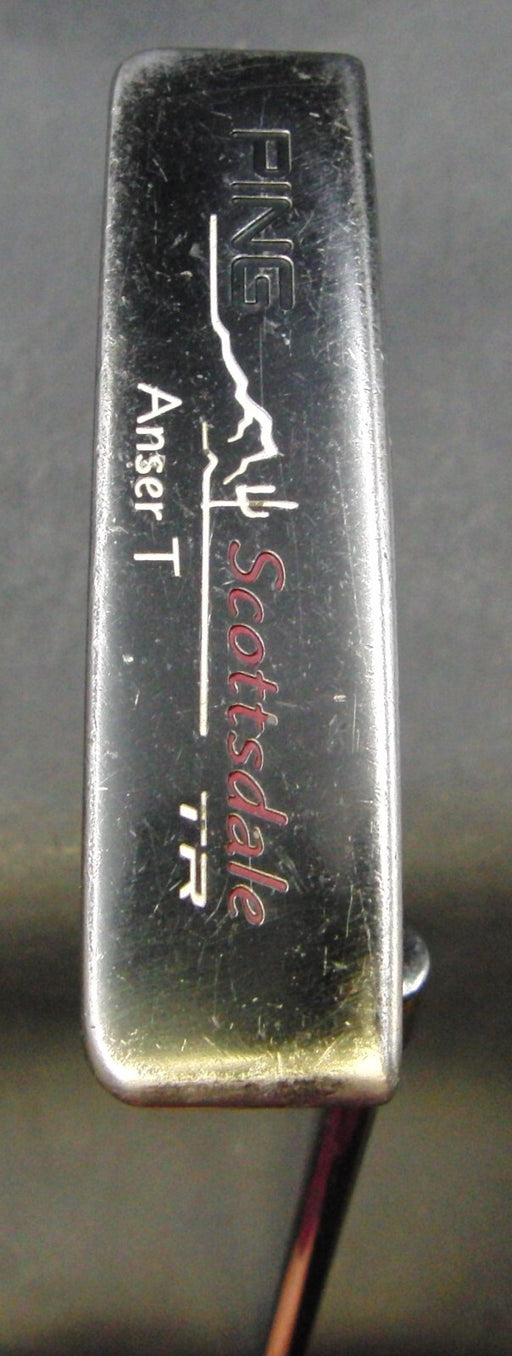 PING
Scottsdale
TR
Anser T